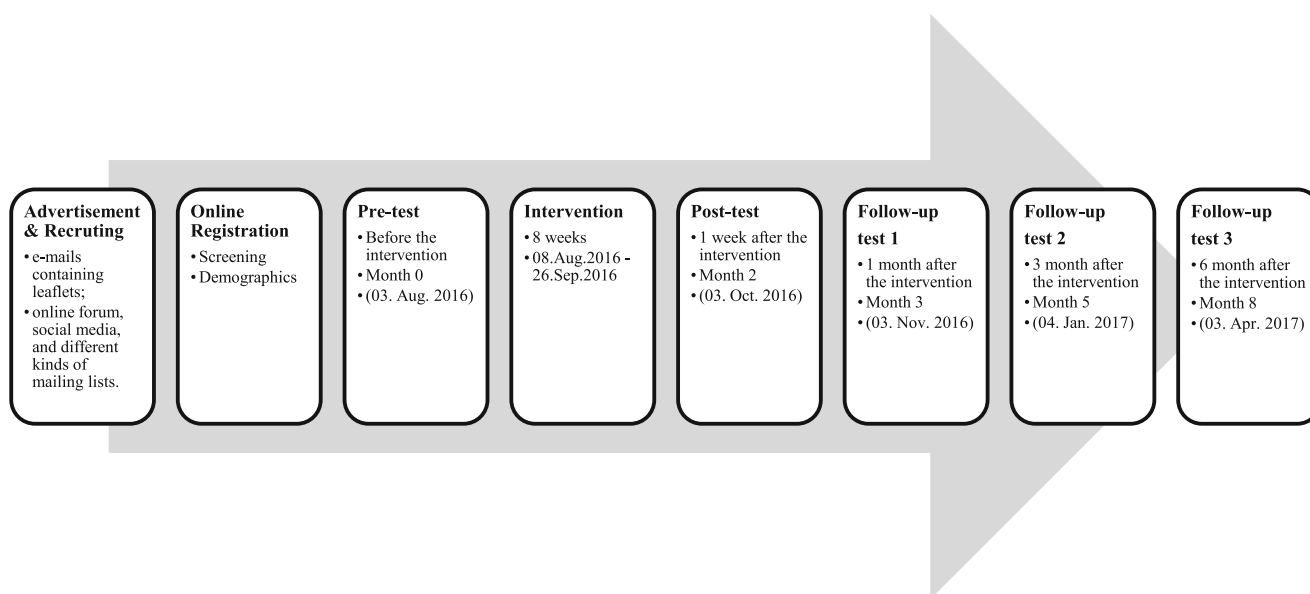 Advertisement
& Recruting
• e-mails
containing
leaflets;
• online forum,
social media,
and different
kinds of
mailing lists.
Online
Registration
• Screening
• Demographics
Pre-test
• Before the
intervention
• Month 0
• (03. Aug. 2016)
Intervention
• 8 weeks
• 08.Aug.2016 -
26.Sep.2016
Post-test
• 1 week after the
intervention
• Month 2
• (03. Oct. 2016)
Follow-up
test 1
• 1 month after
the intervention
• Month 3
• (03. Nov. 2016)
Follow-up
test 2
• 3 month after
the intervention
• Month 5
• (04. Jan. 2017)
Follow-up
test 3
• 6 month after
the intervention
• Month 8
• (03. Apr. 2017)